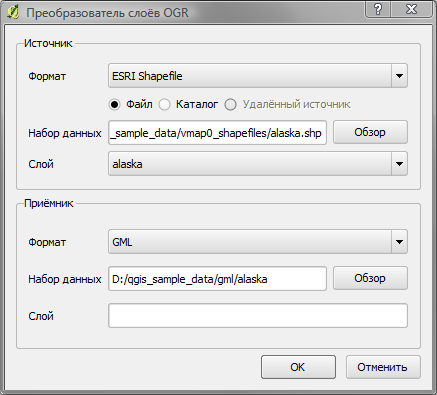 Преобразователь слоёв OGR
Источник
Формат ESRI Shapefile
Файл Каталог Удалённый источник
Набор данных _sample_data/vmap0_shapefiles/alaska.shp Обзор
Слой alaska
Приёмник
Формат GML
Набор данных D:/qgis_sample_data/gml/alaska Обзор
Слой
OK Отменить